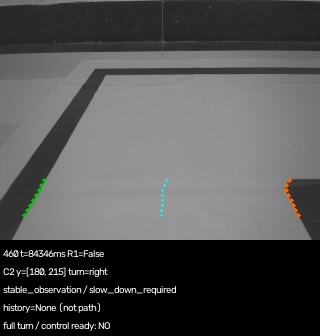 460 t=84346ms R1=False
C2 y=[180, 215] turn=right
stable_observation / slow_down_required
history=None (not path)
full turn / control ready: NO